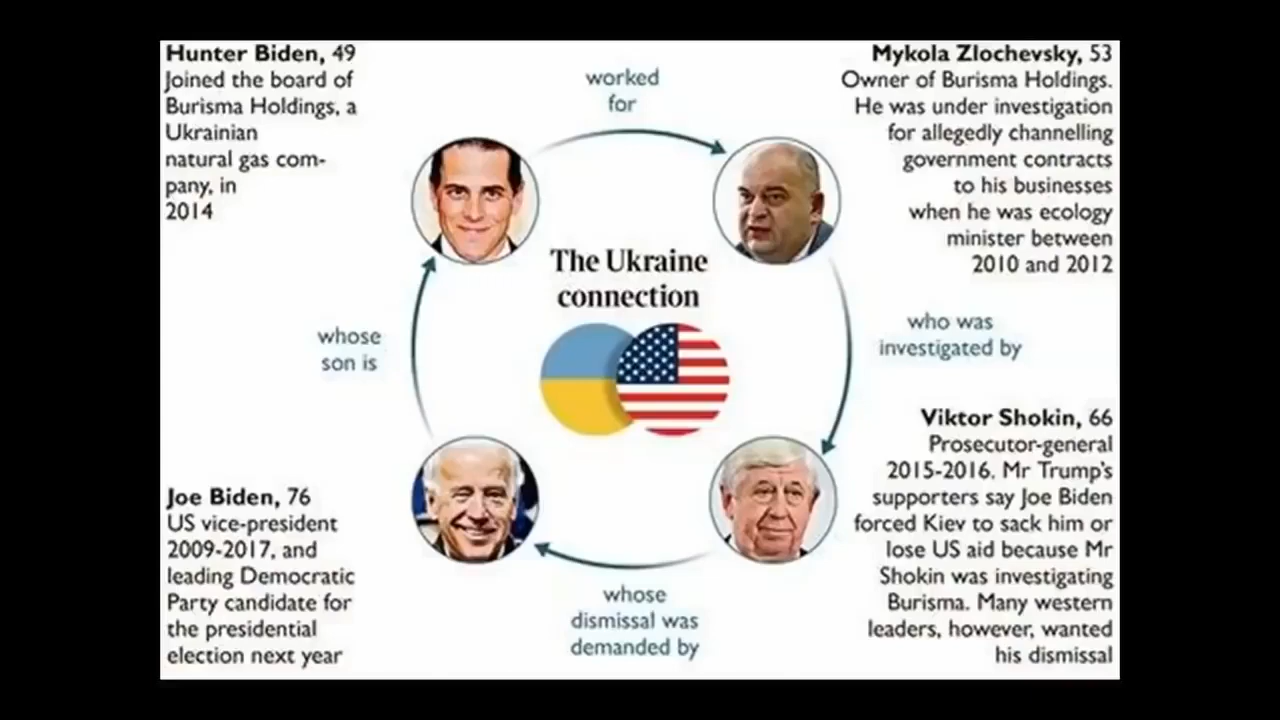 Hunter Biden, 49
Joined the board of
Burisma Holdings, a
Ukrainian
natural gas com-
pany, in
2014
worked
for
Mykola Zlochevsky, 53
Owner of Burisma Holdings.
He was under investigation
for allegedly channelling
government contracts
to his businesses
when he was ecology
minister between
2010 and 2012
The Ukraine
connection
whose
son is
who was
investigated by
Joe Biden, 76
US vice-president
2009-2017, and
leading Democratic
Party candidate for
the presidential
election next year
whose
dismissal was
demanded by
Viktor Shokin, 66
Prosecutor-general
2015-2016. Mr Trump's
supporters say Joe Biden
forced Kiev to sack him or
lose US aid because Mr
Shokin was investigating
Burisma. Many western
leaders, however, wanted
his dismissal